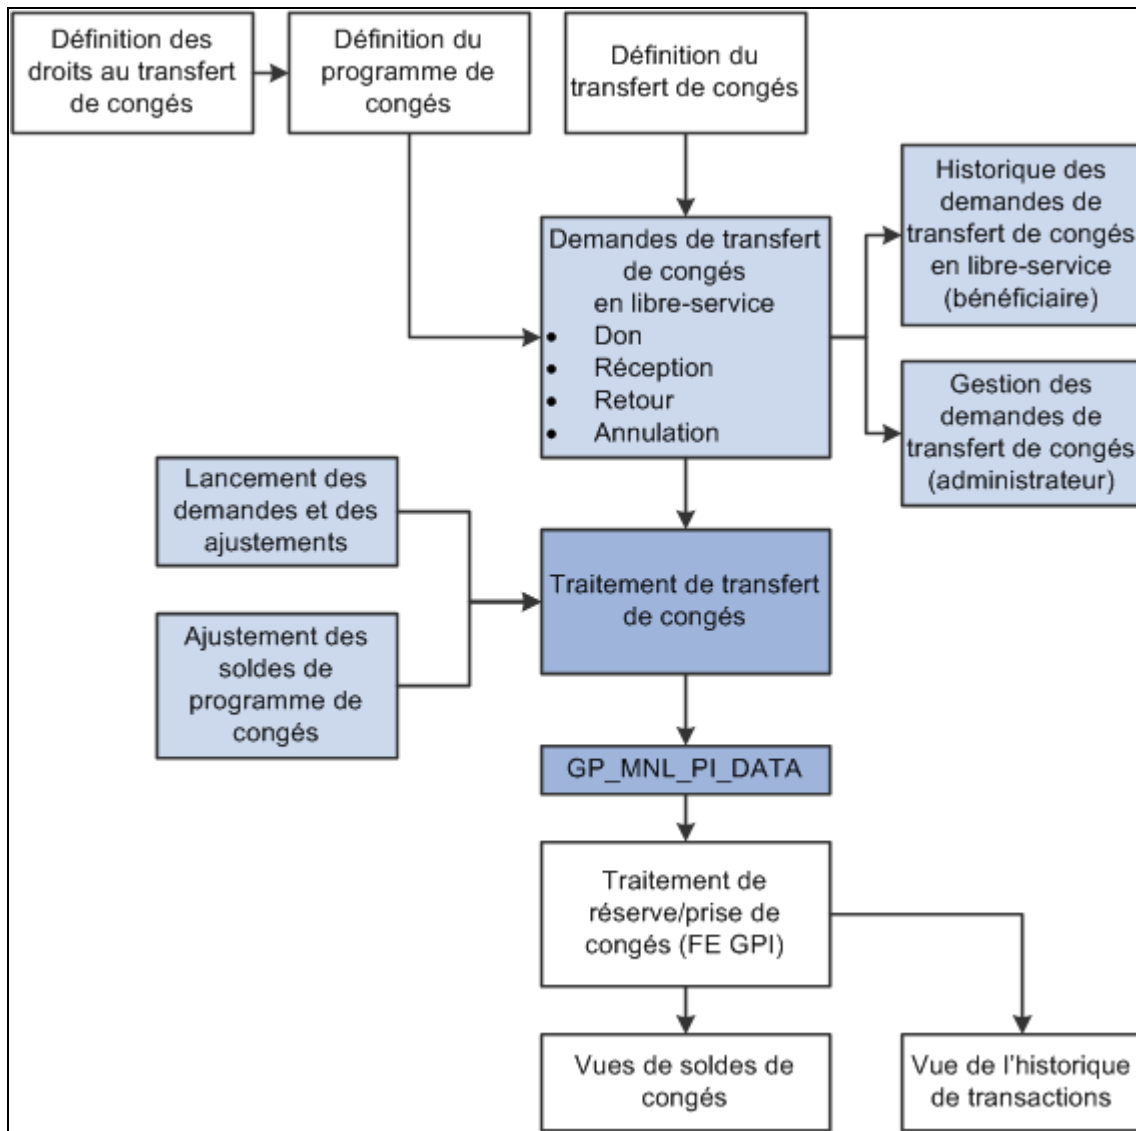 Définition des
droits au transfert
de congés
Définition du
programme de
congés
Définition du
transfert de congés
Historique des
demandes de
transfert de congés
en libre-service
(bénéficiaire)
Demandes de transfert
de congés
en libre-service
• Don
• Réception
• Retour
• Annulation
Gestion des
demandes de
transfert de congés
(administrateur)
Lancement des
demandes et des
ajustements
Traitement de transfert
de congés
Ajustement des
soldes de
programme de
congés
GP_MNL_PI_DATA
Traitement de
réserve/prise de
congés (FE GPI)
Vues de soldes de
congés
Vue de l'historique
de transactions